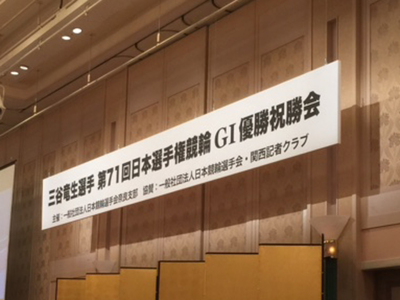 三谷竜生選手 第71回日本選手権競輪 GI 優勝祝勝会
主催:一般社団法人日本競輪選手会奈良支部 協賛:一般社団法人日本競輪選手会・関西記者クラブ